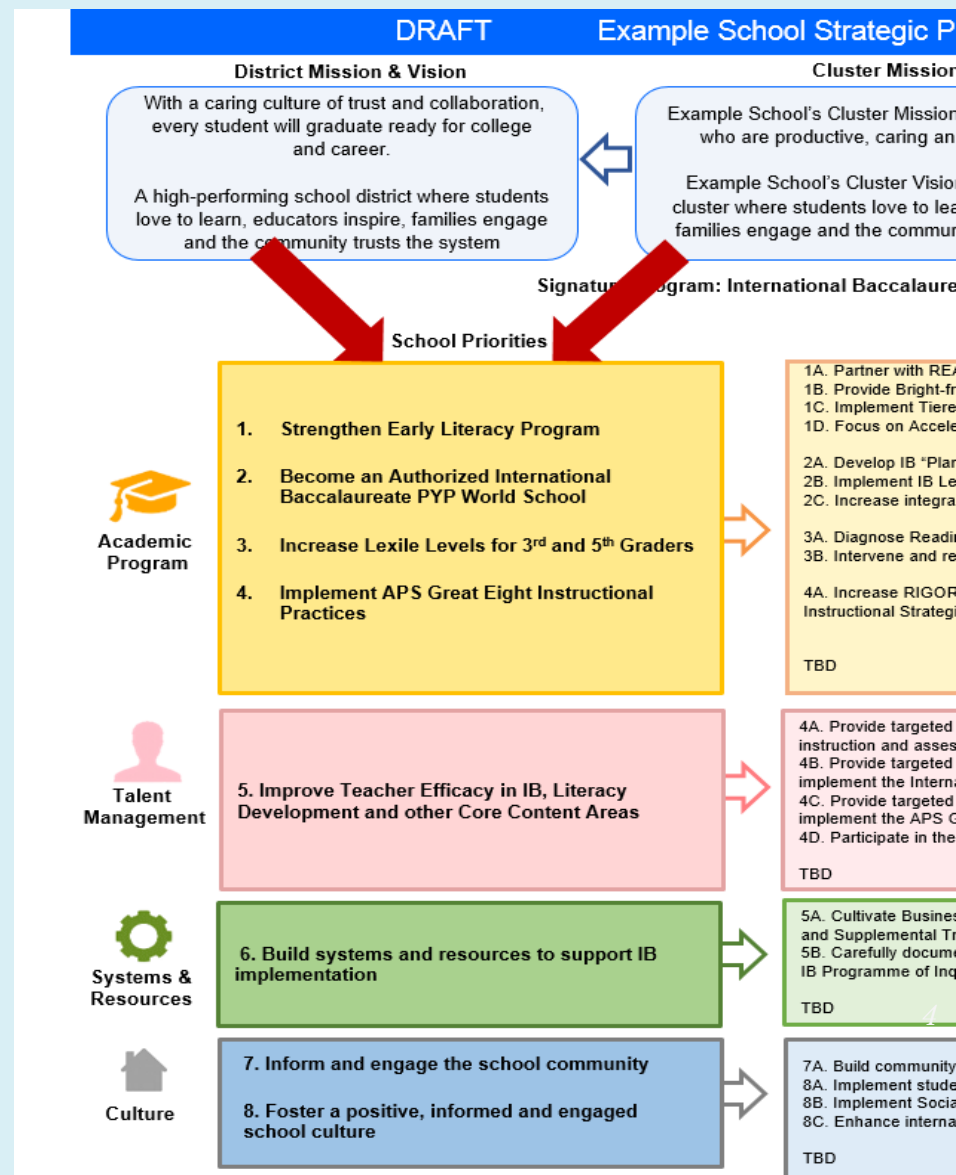 DRAFT Example School Strategic P
District Mission & Vision
With a caring culture of trust and collaboration,
every student will graduate ready for college
and career.
A high-performing school district where students
love to learn, educators inspire, families engage
and the community trusts the system
Cluster Mission
Example School's Cluster Mission
who are productive, caring an
Example School's Cluster Vision
cluster where students love to lea
families engage and the commun
Signature Program: International Baccalaure
School Priorities
Academic
Program
1. Strengthen Early Literacy Program
2. Become an Authorized International
Baccalaureate PYP World School
3. Increase Lexile Levels for 3rd and 5th Graders
4. Implement APS Great Eight Instructional
Practices
1A. Partner with REA
1B. Provide Bright-fr
1C. Implement Tiere
1D. Focus on Accele
2A. Develop IB “Plan
2B. Implement IB Le
2C. Increase integra
3A. Diagnose Readin
3B. Intervene and re
4A. Increase RIGOR
Instructional Strategi
TBD
Talent
Management
5. Improve Teacher Efficacy in IB, Literacy
Development and other Core Content Areas
4A. Provide targeted
instruction and asses
4B. Provide targeted
implement the Interna
4C. Provide targeted
implement the APS G
4D. Participate in the
TBD
Systems &
Resources
6. Build systems and resources to support IB
implementation
5A. Cultivate Busines
and Supplemental Tr
5B. Carefully docume
IB Programme of Inq
TBD
4
Culture
7. Inform and engage the school community
8. Foster a positive, informed and engaged
school culture
7A. Build community
8A. Implement stude
8B. Implement Socia
8C. Enhance interna
TBD